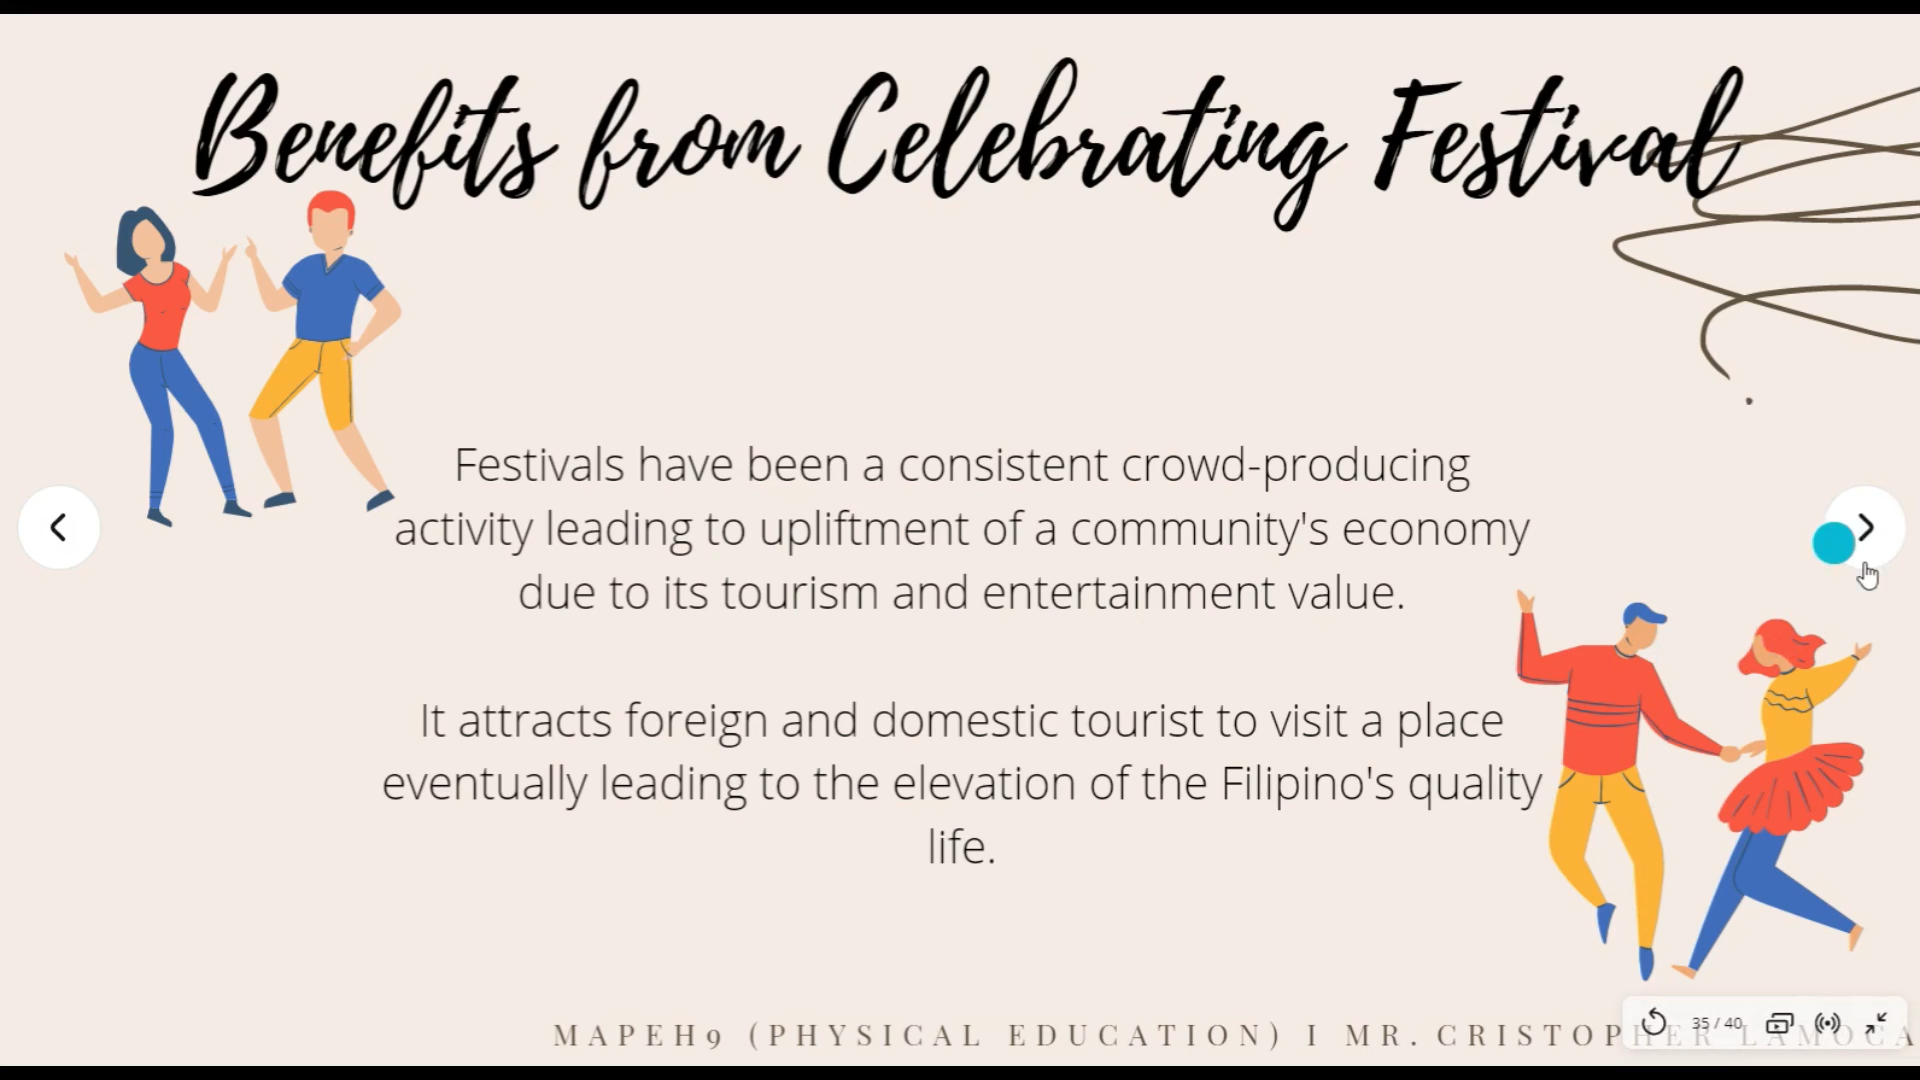 Benefits from Celebrating Festival
Festivals have been a consistent crowd-producing
activity leading to upliftment of a community's economy
due to its tourism and entertainment value.
It attracts foreign and domestic tourist to visit a place
eventually leading to the elevation of the Filipino's quality
life.
MAPEH9 (PHYSICAL EDUCATION) I MR. CRISTOPHER LAMOCA
35 / 40